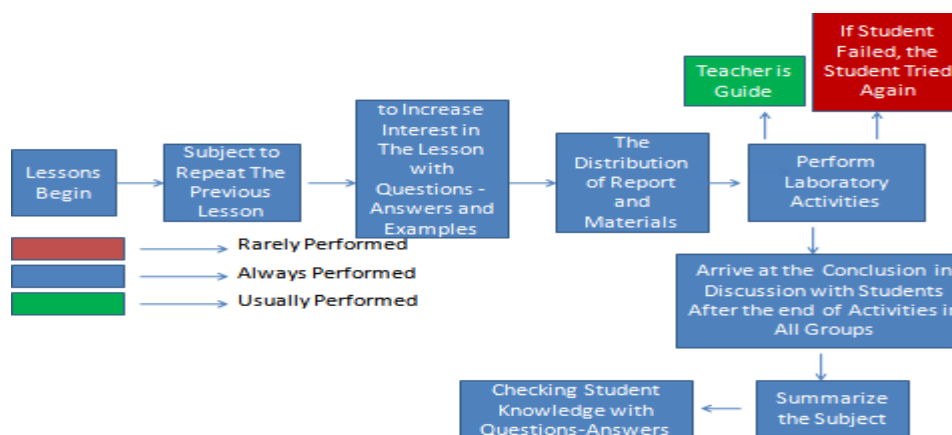 If Student
Failed, the
Student Tried
Again
Teacher is
Guide
to Increase
Interest in
The Lesson
with
Questions -
Answers and
Examples
Lessons
Begin
Subject to
Repeat The
Previous
Lesson
The
Distribution
of Report
and
Materials
Perform
Laboratory
Activities
Rarely Performed
Always Performed
Usually Performed
Arrive at the Conclusion in
Discussion with Students
After the end of Activities in
All Groups
Checking Student
Knowledge with
Questions-Answers
Summarize
the Subject